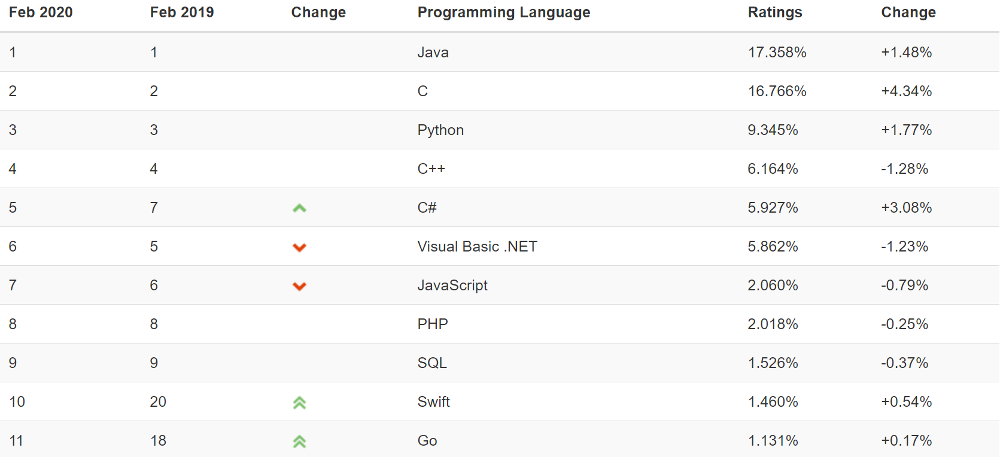 Feb 2020 Feb 2019 Change Programming Language Ratings Change
1 1 Java 17.358% +1.48%
2 2 C 16.766% +4.34%
3 3 Python 9.345% +1.77%
4 4 C++ 6.164% -1.28%
5 7 C# 5.927% +3.08%
6 5 Visual Basic .NET 5.862% -1.23%
7 6 JavaScript 2.060% -0.79%
8 8 PHP 2.018% -0.25%
9 9 SQL 1.526% -0.37%
10 20 Swift 1.460% +0.54%
11 18 Go 1.131% +0.17%